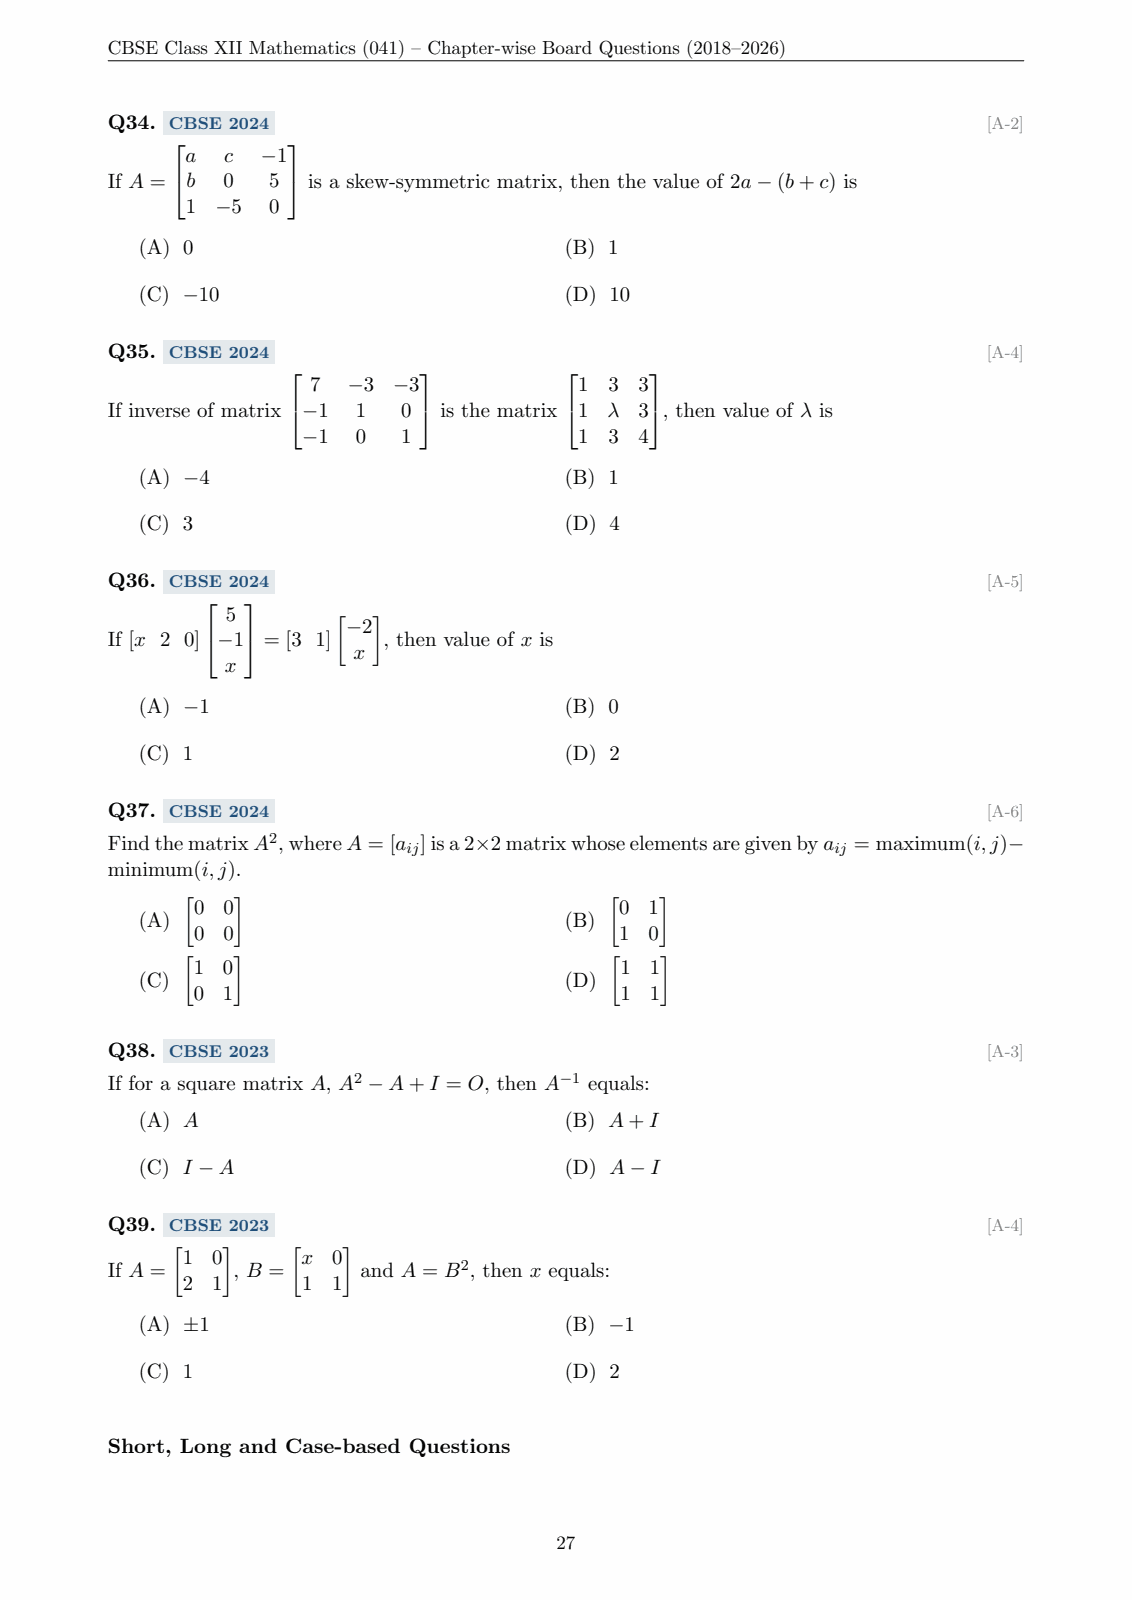 CBSE Class XII Mathematics (041) – Chapter-wise Board Questions (2018–2026)
Q34. CBSE 2024 [A-2]
If A = [a c −1; b 0 5; 1 −5 0] is a skew-symmetric matrix, then the value of 2a − (b + c) is
(A) 0 (B) 1
(C) −10 (D) 10
Q35. CBSE 2024 [A-4]
If inverse of matrix [7 −3 −3; −1 1 0; −1 0 1] is the matrix [1 3 3; 1 λ 3; 1 3 4], then value of λ is
(A) −4 (B) 1
(C) 3 (D) 4
Q36. CBSE 2024 [A-5]
If [x 2 0] [5; −1; x] = [3 1] [−2; x], then value of x is
(A) −1 (B) 0
(C) 1 (D) 2
Q37. CBSE 2024 [A-6]
Find the matrix A², where A = [aᵢⱼ] is a 2×2 matrix whose elements are given by aᵢⱼ = maximum(i, j)−
minimum(i, j).
(A) [0 0; 0 0] (B) [0 1; 1 0]
(C) [1 0; 0 1] (D) [1 1; 1 1]
Q38. CBSE 2023 [A-3]
If for a square matrix A, A² − A + I = O, then A⁻¹ equals:
(A) A (B) A + I
(C) I − A (D) A − I
Q39. CBSE 2023 [A-4]
If A = [1 0; 2 1], B = [x 0; 1 1] and A = B², then x equals:
(A) ±1 (B) −1
(C) 1 (D) 2
Short, Long and Case-based Questions
27